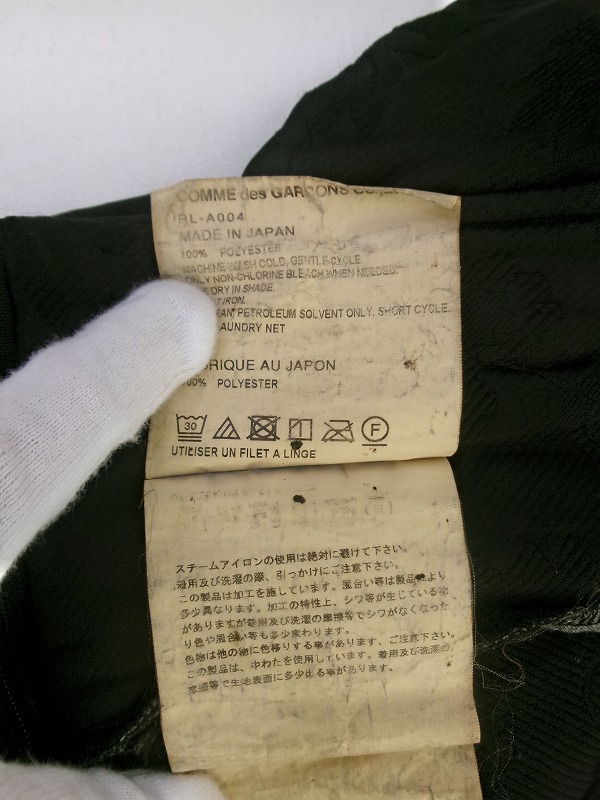 COMME des GARCONS CO.,
RL-A004
MADE IN JAPAN
100% POLYESTER
MACHINE WASH COLD, GENTLE CYCLE
ONLY NON-CHLORINE BLEACH WHEN NEEDED.
DRY IN SHADE.
IRON.
PETROLEUM SOLVENT ONLY. SHORT CYCLE.
AUNDRY NET
RIQUE AU JAPON
100% POLYESTER
30
F
UTILISER UN FILET A LINGE
スチームアイロンの使用は絶対に避けて下さい。
着用及び洗濯の際、引っかけにご注意下さい。
この製品は加工を施しています。風合い等は製品により
多少異なります。加工の特性上、シワ等が生じている物
がありますが着用及び洗濯の摩擦等でシワがなくなった
り色や風合い等も多少変わります。
色物は他の物に色移りする事があります、ご注意下さい。
この製品は、中わたを使用しています。着用及び洗濯の
摩擦等で生地表面に多少出る事があります。